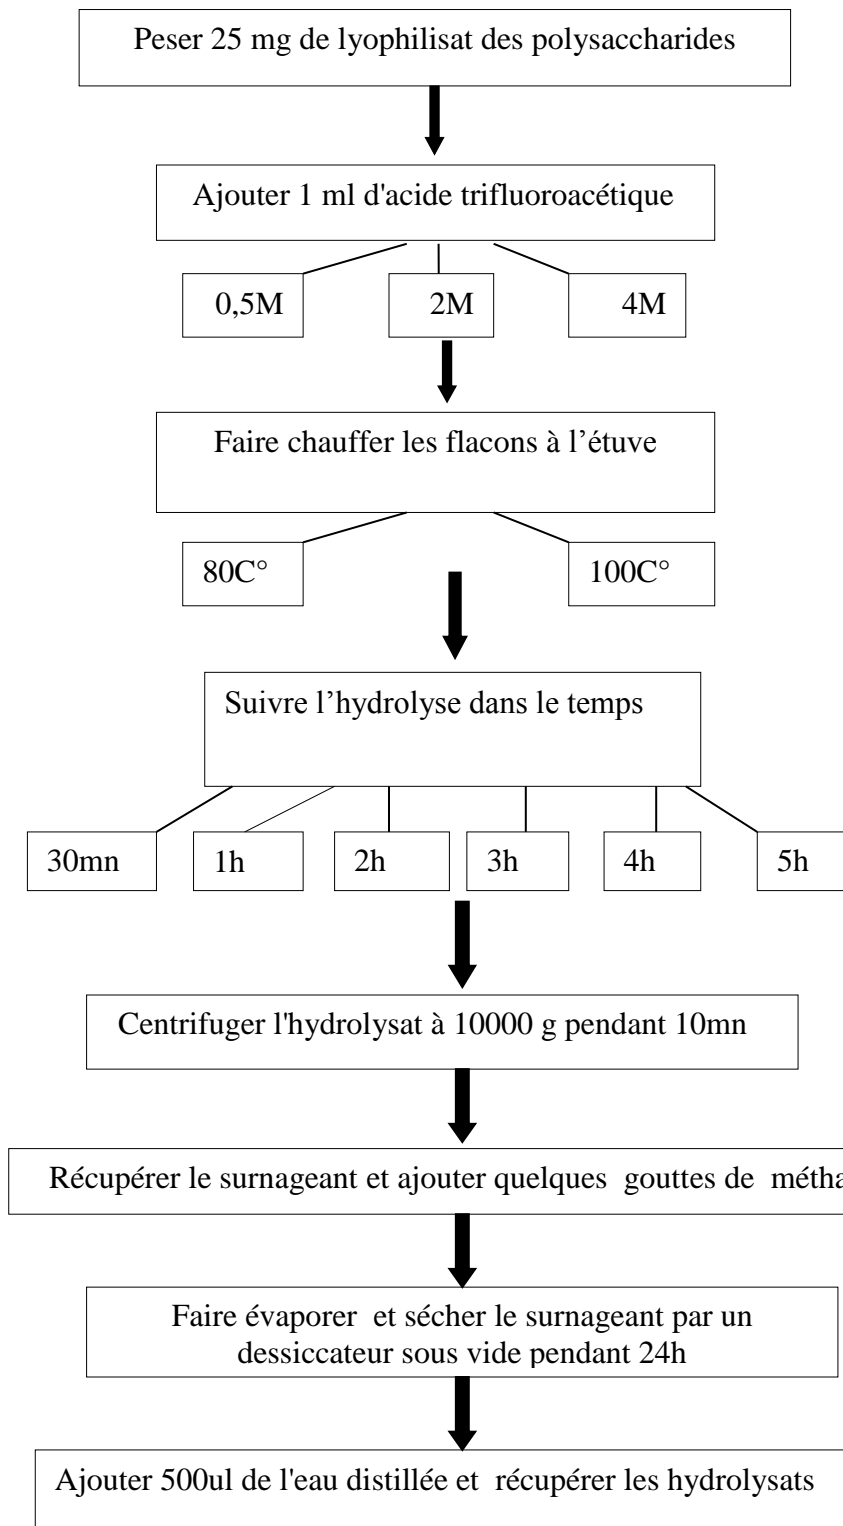 Peser 25 mg de lyophilisat des polysaccharides
Ajouter 1 ml d'acide trifluoroacétique
0,5M
2M
4M
Faire chauffer les flacons à l’étuve
80C°
100C°
Suivre l’hydrolyse dans le temps
30mn
1h
2h
3h
4h
5h
Centrifuger l'hydrolysat à 10000 g pendant 10mn
Récupérer le surnageant et ajouter quelques gouttes de
Faire évaporer et sécher le surnageant par un
dessiccateur sous vide pendant 24h
Ajouter 500ul de l'eau distillée et récupérer les hydrolysats